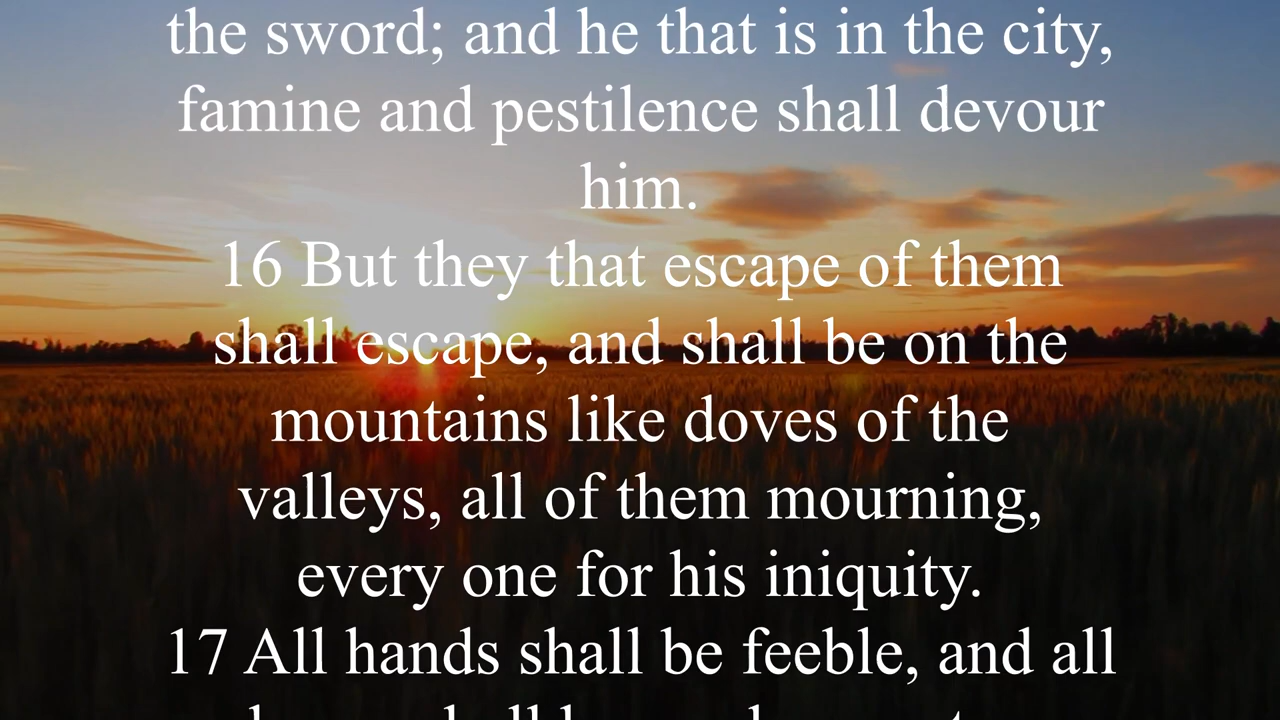 the sword; and he that is in the city,
famine and pestilence shall devour
him.
16 But they that escape of them
shall escape, and shall be on the
mountains like doves of the
valleys, all of them mourning,
every one for his iniquity.
17 All hands shall be feeble, and all